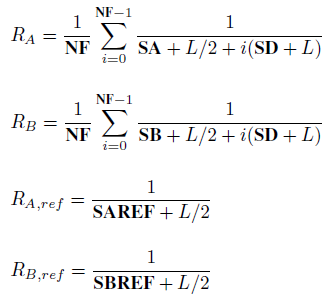 R_A = \frac{1}{\mathbf{NF}} \sum_{i=0}^{\mathbf{NF}-1} \frac{1}{\mathbf{SA} + L/2 + i(\mathbf{SD} + L)}
R_B = \frac{1}{\mathbf{NF}} \sum_{i=0}^{\mathbf{NF}-1} \frac{1}{\mathbf{SB} + L/2 + i(\mathbf{SD} + L)}
R_{A,ref} = \frac{1}{\mathbf{SAREF} + L/2}
R_{B,ref} = \frac{1}{\mathbf{SBREF} + L/2}